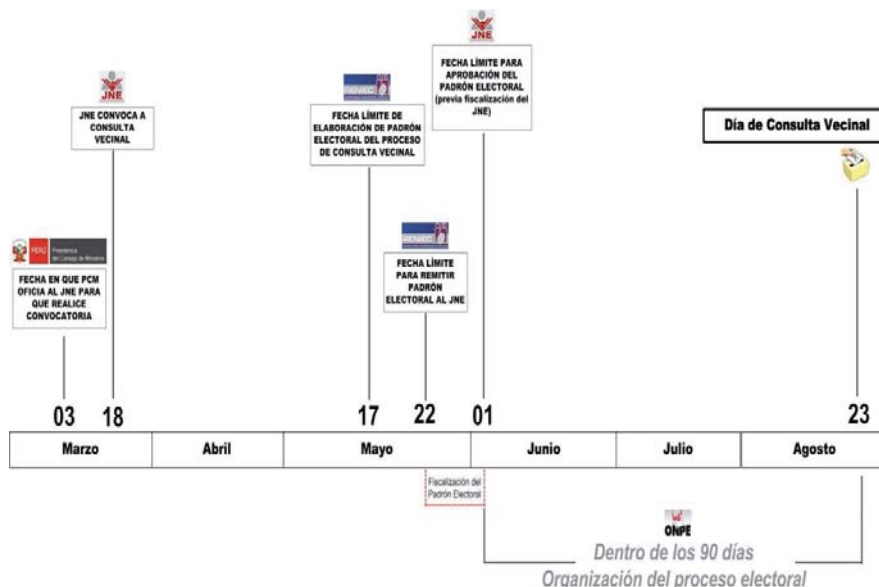 JNE
FECHA LÍMITE PARA
APROBACIÓN DEL
PADRÓN ELECTORAL
(previa fiscalización del
JNE)
JNE
JNE CONVOCA A
CONSULTA
VECINAL
RENIEC
FECHA LÍMITE DE
ELABORACIÓN DE PADRÓN
ELECTORAL DEL PROCESO
DE CONSULTA VECINAL
Día de Consulta Vecinal
PERÚ
Presidencia
del Consejo de Ministros
FECHA EN QUE PCM
OFICIA AL JNE PARA
QUE REALICE
CONVOCATORIA
RENIEC
FECHA LÍMITE
PARA REMITIR
PADRÓN
ELECTORAL AL JNE
03 18 17 22 01 23
Marzo Abril Mayo Junio Julio Agosto
Fiscalización del
Padrón Electoral
ONPE
Dentro de los 90 días
Organización del proceso electoral